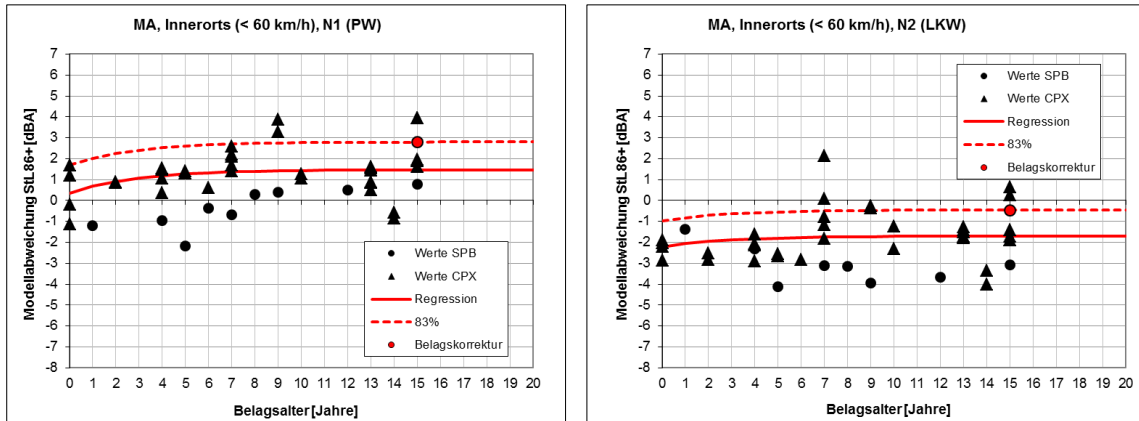 MA, Innerorts (< 60 km/h), N1 (PW)
Modellabweichung StL86+ [dBA]
7
6
5
4
3
2
1
0
-1
-2
-3
-4
-5
-6
-7
-8
Werte SPB
Werte CPX
Regression
83%
Belagskorrektur
0 1 2 3 4 5 6 7 8 9 10 11 12 13 14 15 16 17 18 19 20
Belagsalter [Jahre]
MA, Innerorts (< 60 km/h), N2 (LKW)
Modellabweichung StL86+ [dBA]
7
6
5
4
3
2
1
0
-1
-2
-3
-4
-5
-6
-7
-8
Werte SPB
Werte CPX
Regression
83%
Belagskorrektur
0 1 2 3 4 5 6 7 8 9 10 11 12 13 14 15 16 17 18 19 20
Belagsalter [Jahre]